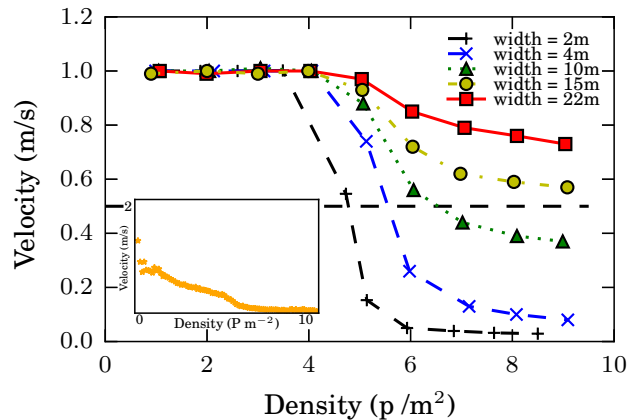 1.2
1.0
0.8
0.6
0.4
0.2
0.0
Velocity (m/s)
width = 2m
width = 4m
width = 10m
width = 15m
width = 22m
2
Velocity (m/s)
0
10
Density (P m⁻²)
0
2
4
6
8
10
Density (p /m²)